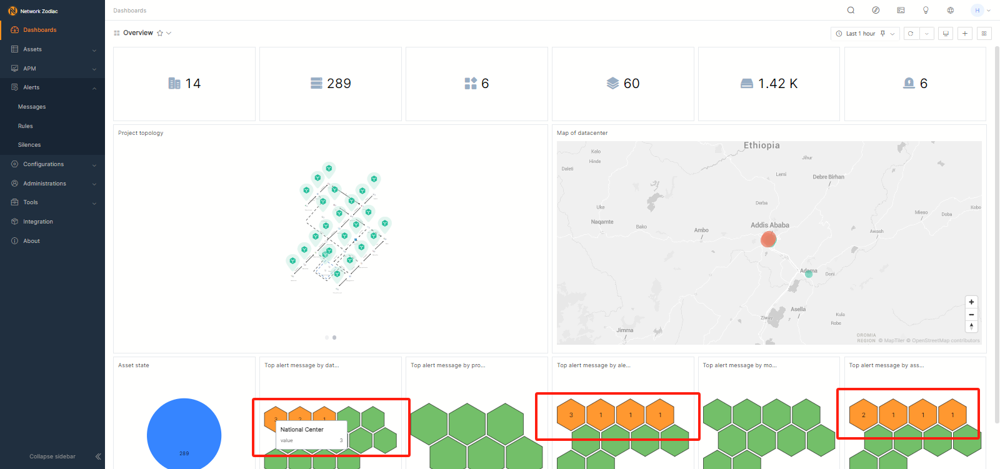 Network Zodiac
Dashboards
Assets
APM
Alerts
Messages
Rules
Silences
Configurations
Administrations
Tools
Integration
About
Collapse sidebar
Dashboards
H
Overview
Last 1 hour
14
289
6
60
1.42 K
6
Project topology
Map of datacenter
Ethiopia
Kelo
Hinde
Daleti
Jihur
Lemi
Debre Birhan
Uke
Derba
Kobo
Mieso
Doba
Naqamte
Bako
Ambo
Addis Ababa
Awash
Adama
Doni
Asella
Ziway
Kula
Robe
Jimma
OROMIA
REGION
© MapTiler © OpenStreetMap contributors
Asset state
289
Top alert message by dat...
3 2 1
National Center
value 3
Top alert message by pro...
Top alert message by ale...
3 1 1 1
Top alert message by mo...
Top alert message by ass...
2 1 1 1